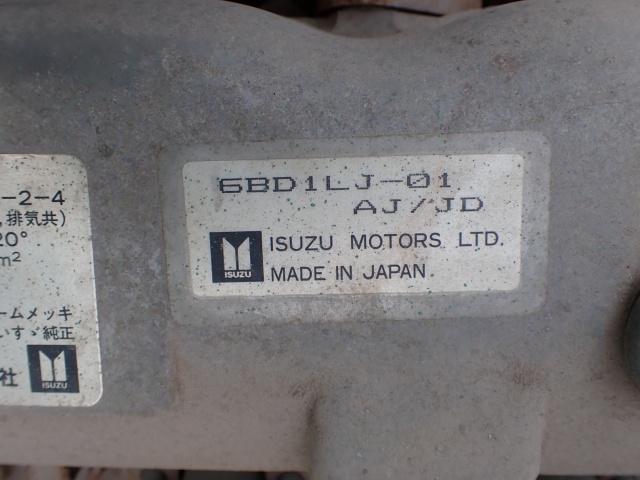 -2-4
,排気共)
20°
m²
ームメッキ
いすゞ純正
社
ISUZU
6BD1LJ-01
AJ/JD
ISUZU MOTORS LTD.
ISUZU
MADE IN JAPAN.